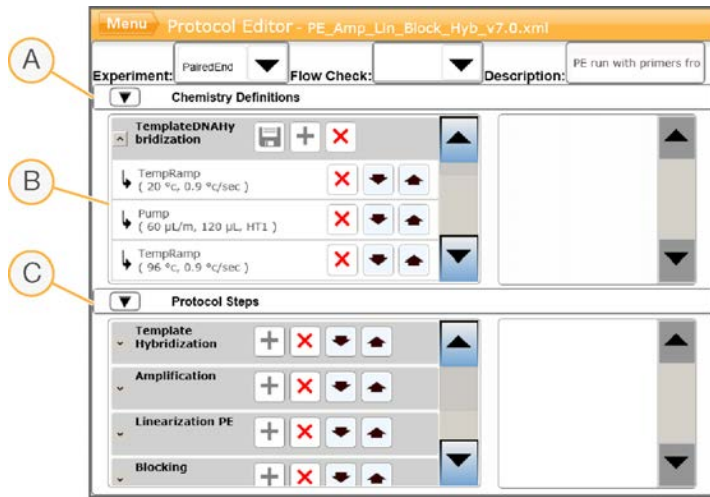 Menu Protocol Editor - PE_Amp_Lin_Block_Hyb_v7.0.xml
Experiment: PairedEnd Flow Check: Description: PE run with primers fro
A
Chemistry Definitions
TemplateDNAHy
bridization
B
TempRamp
( 20 °c, 0.9 °c/sec )
Pump
( 60 µL/m, 120 µL, HT1 )
TempRamp
( 96 °c, 0.9 °c/sec )
C
Protocol Steps
Template
Hybridization
Amplification
Linearization PE
Blocking